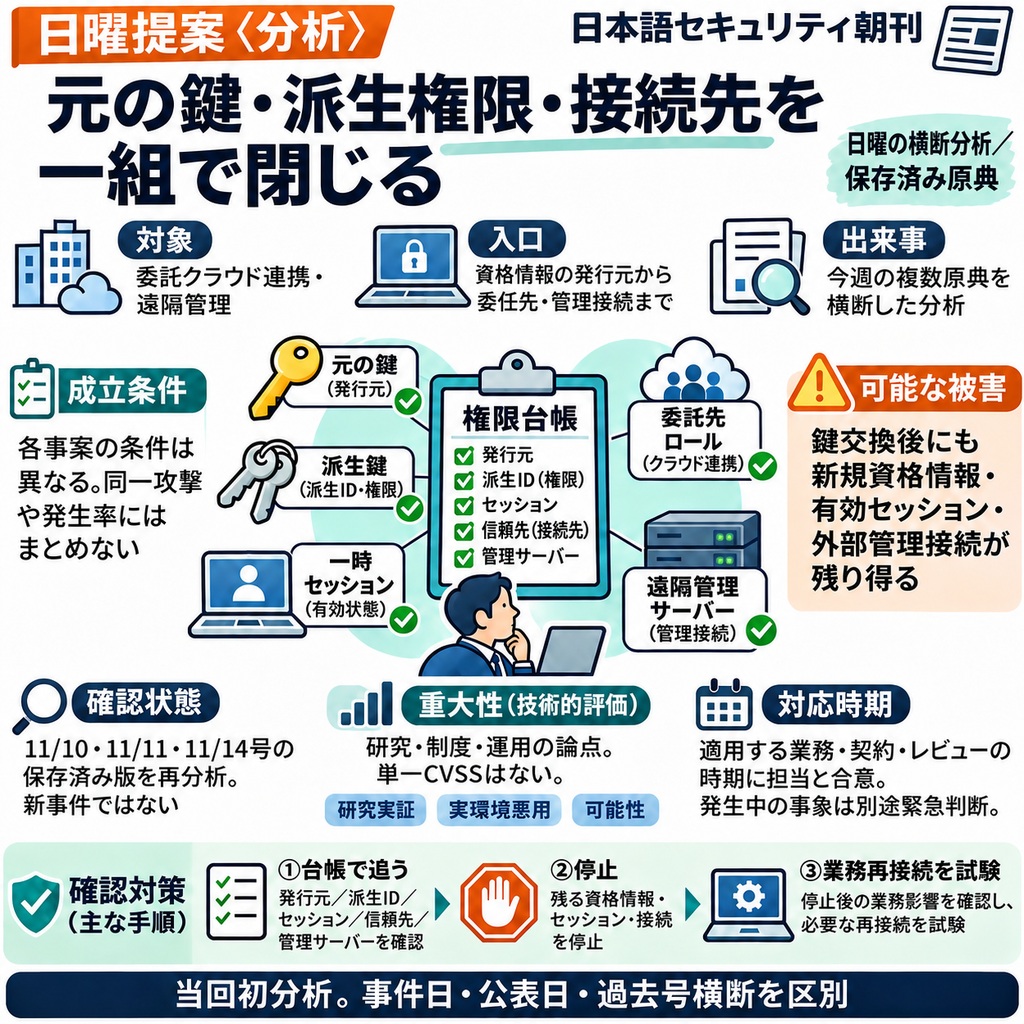 日曜提案〈分析〉
日本語セキュリティ朝刊
元の鍵・派生権限・接続先を
一組で閉じる
日曜の横断分析／
保存済み原典
対象
委託クラウド連携・
遠隔管理
入口
資格情報の発行元から
委任先・管理接続まで
出来事
今週の複数原典を
横断した分析
成立条件
各事案の条件は
異なる。同一攻撃
や発生率には
まとめない
元の鍵
(発行元)
派生鍵
(派生ID・権限)
一時
セッション
(有効状態)
権限台帳
発行元
派生ID(権限)
セッション
信頼先(接続先)
管理サーバー
委託先
ロール
(クラウド連携)
遠隔管理
サーバー
(管理接続)
可能な被害
鍵交換後にも
新規資格情報・
有効セッション・
外部管理接続が
残り得る
確認状態
11/10・11/11・11/14号の
保存済み版を再分析。
新事件ではない
重大性(技術的評価)
研究・制度・運用の論点。
単一CVSSはない。
研究実証
実環境悪用
可能性
対応時期
適用する業務・契約・レビューの
時期に担当と合意。
発生中の事象は別途緊急判断。
確認対策
(主な手順)
①台帳で追う
発行元／派生ID／
セッション／信頼先／
管理サーバーを確認
②停止
残る資格情報・
セッション・接続
を停止
③業務再接続を試験
停止後の業務影響を確認し、
必要な再接続を試験
当回初分析。事件日・公表日・過去号横断を区別